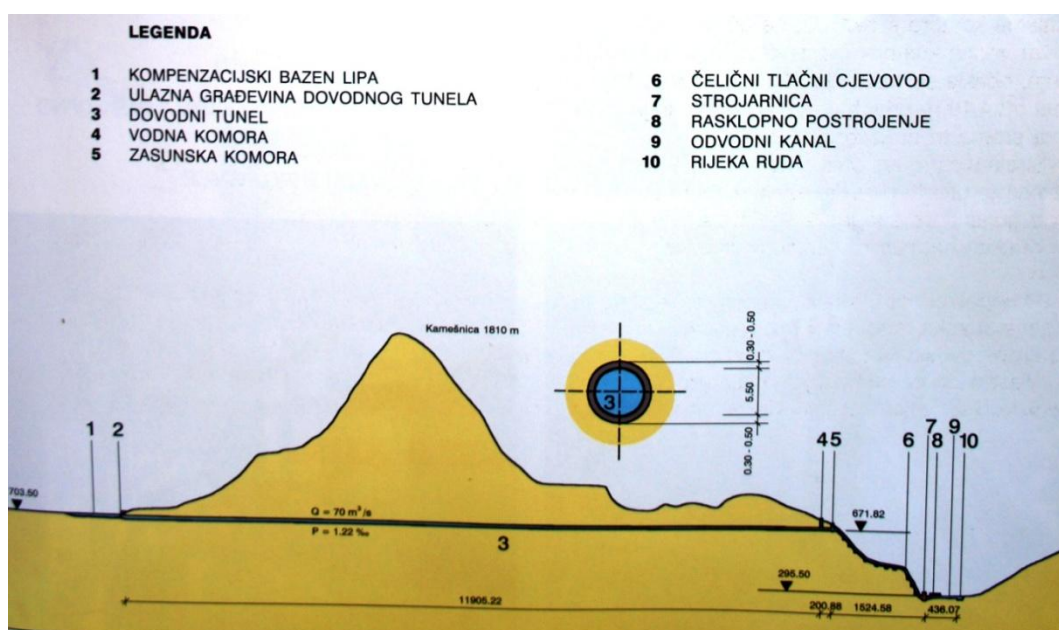 LEGENDA
1 KOMPENZACIJSKI BAZEN LIPA
2 ULAZNA GRAĐEVINA DOVODNOG TUNELA
3 DOVODNI TUNEL
4 VODNA KOMORA
5 ZASUNSKA KOMORA
6 ČELIČNI TLAČNI CJEVOVOD
7 STROJARNICA
8 RASKLOPNO POSTROJENJE
9 ODVODNI KANAL
10 RIJEKA RUDA
Kamešnica 1810 m
0.30 - 0.50
5.50
0.30 - 0.50
3
1 2
4 5 6 7 8 9 10
703.50
Q = 70 m³/s
P = 1.22 ‰
3
671.82
295.50
11905.22
200.88 1524.58 436.07